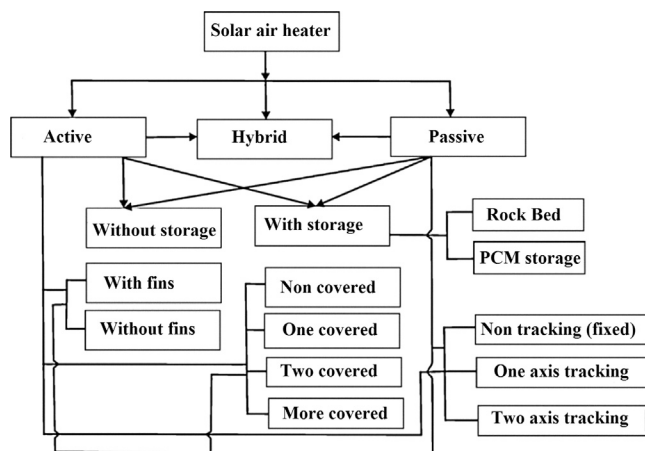 Solar air heater
Active
Hybrid
Passive
Without storage
With storage
Rock Bed
PCM storage
With fins
Without fins
Non covered
One covered
Two covered
More covered
Non tracking (fixed)
One axis tracking
Two axis tracking